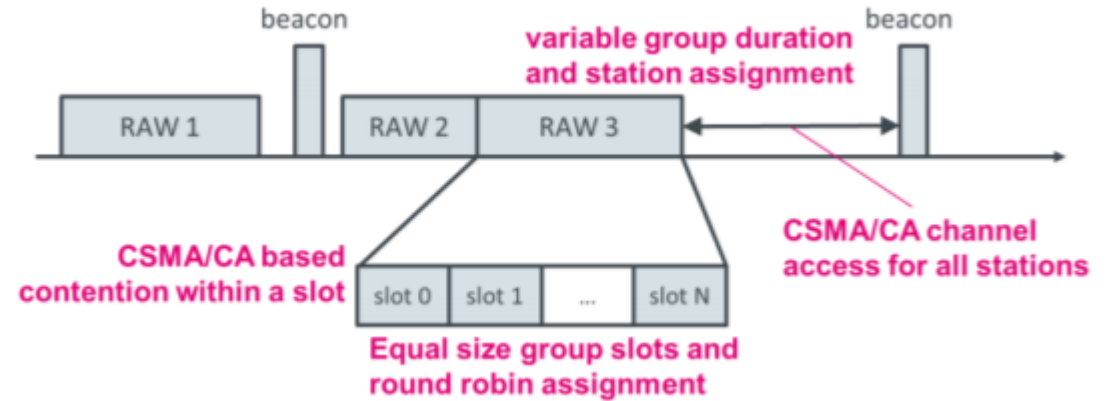 beacon
beacon
variable group duration
and station assignment
RAW 1
RAW 2
RAW 3
CSMA/CA channel
access for all stations
CSMA/CA based
contention within a slot
slot 0
slot 1
...
slot N
Equal size group slots and
round robin assignment